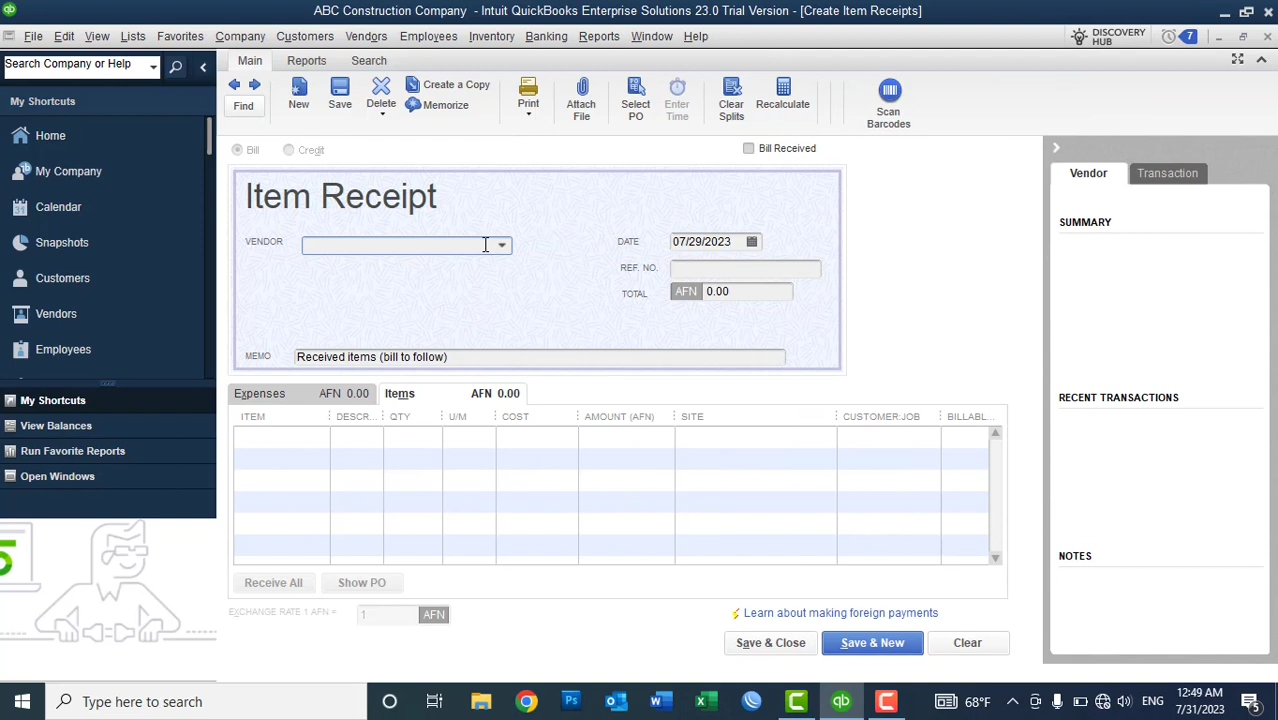 ABC Construction Company - Intuit QuickBooks Enterprise Solutions 23.0 Trial Version - [Create Item Receipts]
File Edit View Lists Favorites Company Customers Vendors Employees Inventory Banking Reports Window Help
DISCOVERY HUB
7
Search Company or Help
Main Reports Search
Find
New
Save
Delete
Create a Copy
Memorize
Print
Attach File
Select PO
Enter Time
Clear Splits
Recalculate
Scan Barcodes
My Shortcuts
Home
My Company
Calendar
Snapshots
Customers
Vendors
Employees
My Shortcuts
View Balances
Run Favorite Reports
Open Windows
Bill Credit
Bill Received
Item Receipt
VENDOR
DATE 07/29/2023
REF. NO.
TOTAL AFN 0.00
MEMO Received items (bill to follow)
Expenses AFN 0.00 Items AFN 0.00
ITEM DESCR... QTY U/M COST AMOUNT (AFN) SITE CUSTOMER:JOB BILLABL...
Receive All Show PO
EXCHANGE RATE 1 AFN = 1 AFN
Learn about making foreign payments
Save & Close Save & New Clear
Vendor Transaction
SUMMARY
RECENT TRANSACTIONS
NOTES
Type here to search
68°F
ENG
12:49 AM
7/31/2023
5